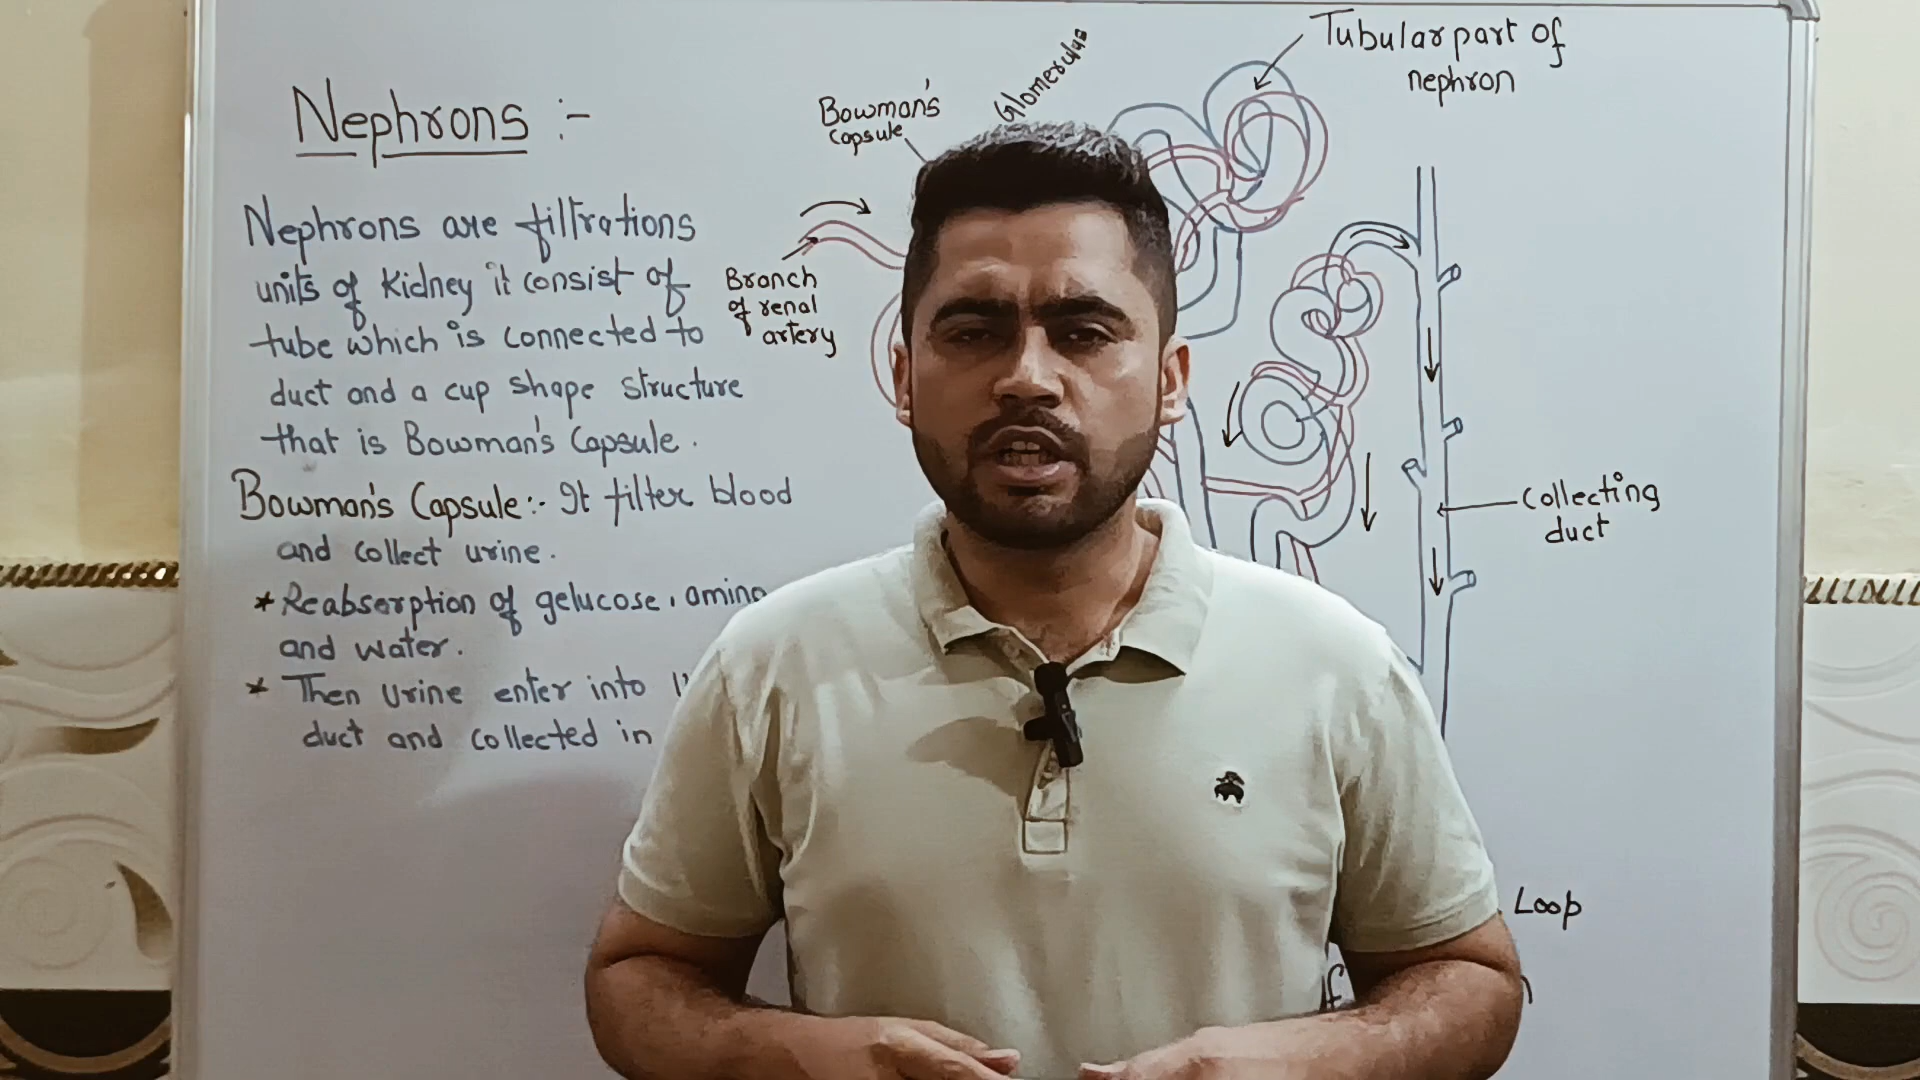 Nephrons :-
Nephrons are filtrations
units of kidney it consist of
tube which is connected to
duct and a cup shape structure
that is Bowman's Capsule.
Bowman's Capsule:- It filter blood
and collect urine.
* Reabsorption of gelucose, amino
and water.
* Then urine enter into
duct and collected in
Bowman's
capsule
Glomerulus
Tubular part of
nephron
Branch
of renal
artery
Collecting
duct
Loop